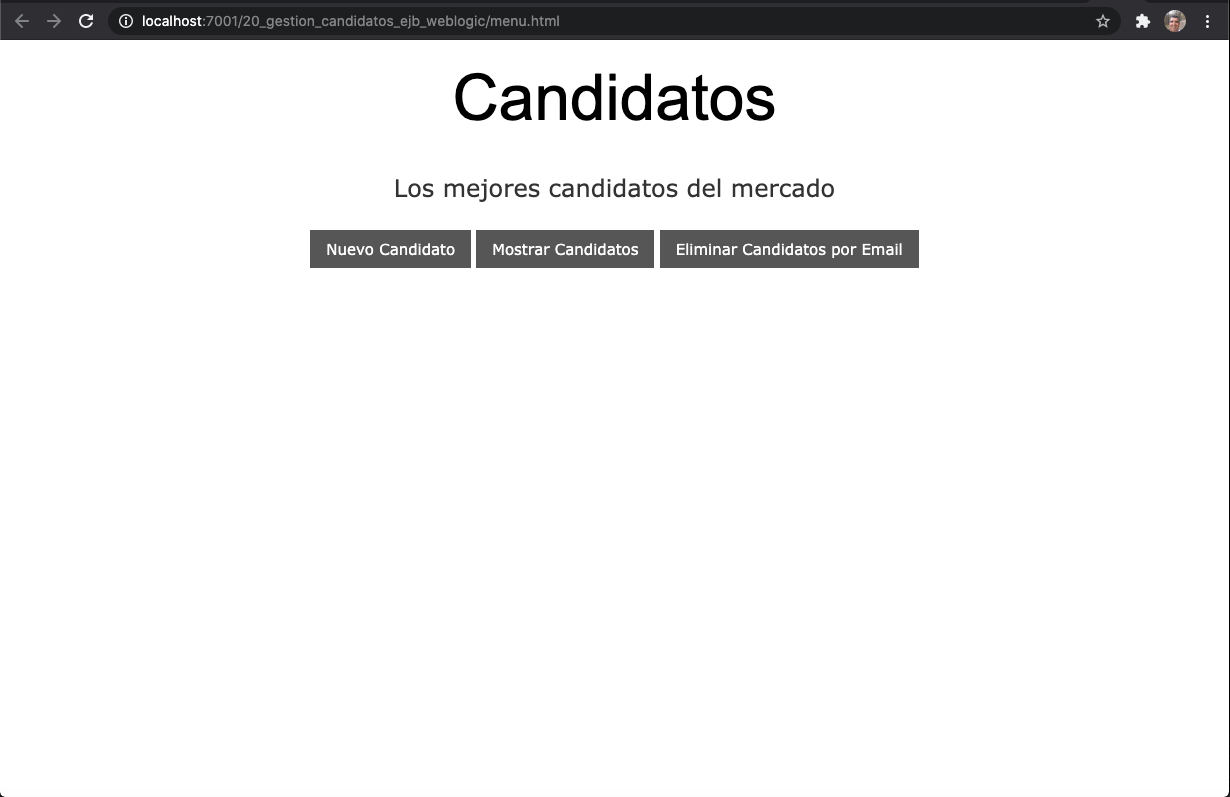 localhost:7001/20_gestion_candidatos_ejb_weblogic/menu.html
Candidatos
Los mejores candidatos del mercado
Nuevo Candidato Mostrar Candidatos Eliminar Candidatos por Email